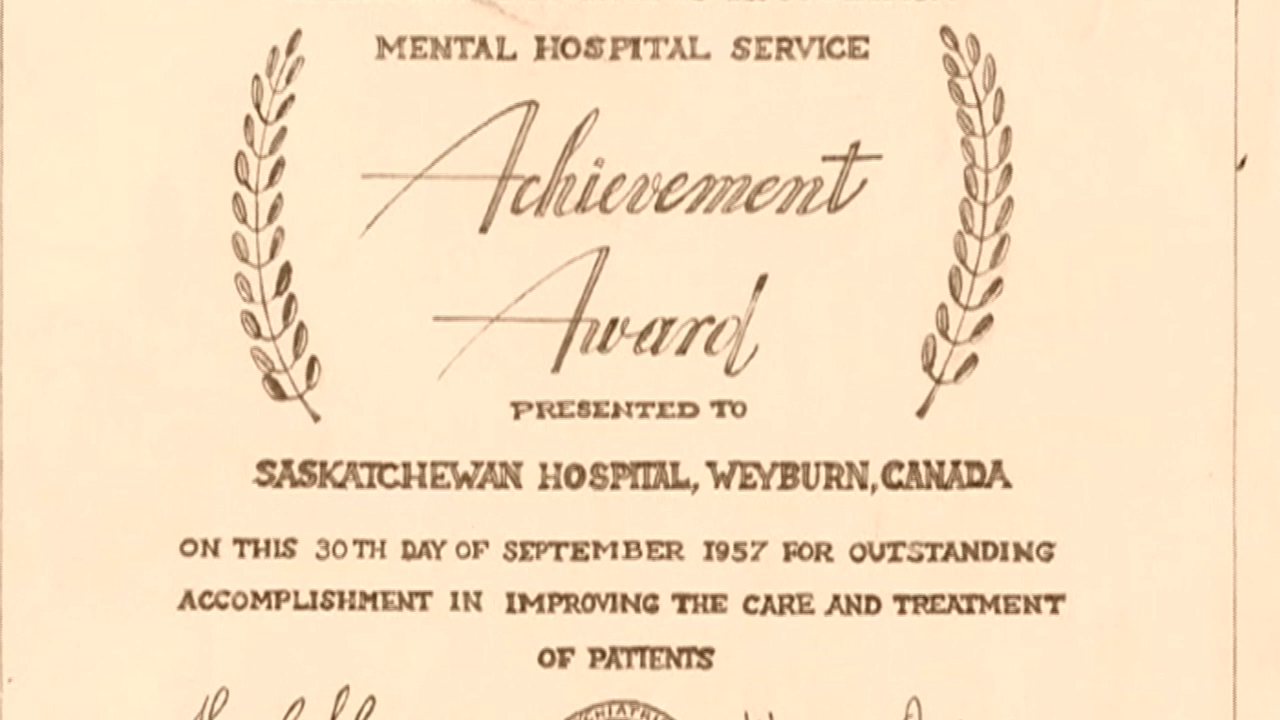 MENTAL HOSPITAL SERVICE
Achievement
Award
PRESENTED TO
SASKATCHEWAN HOSPITAL, WEYBURN, CANADA
ON THIS 30TH DAY OF SEPTEMBER 1957 FOR OUTSTANDING
ACCOMPLISHMENT IN IMPROVING THE CARE AND TREATMENT
OF PATIENTS